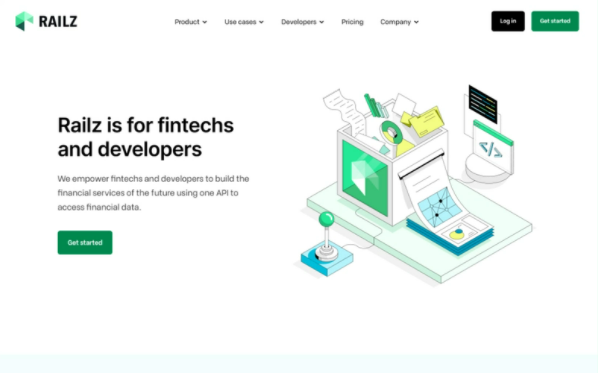 RAILZ
Product
Use cases
Developers
Pricing
Company
Log in
Get started
Railz is for fintechs
and developers
We empower fintechs and developers to build the
financial services of the future using one API to
access financial data.
Get started
</>